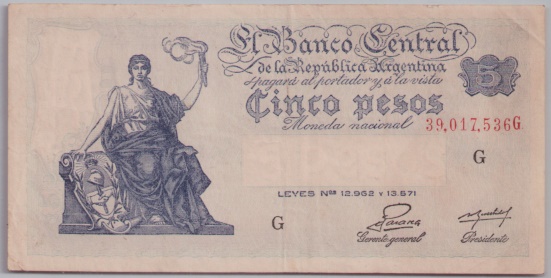 El Banco Central
de la República Argentina
pagará al portador y á la vista
Cinco pesos
5
Moneda nacional
39.017.536G
G
LEYES Nos 12.962 Y 13.571
G
Gerente general
Presidente